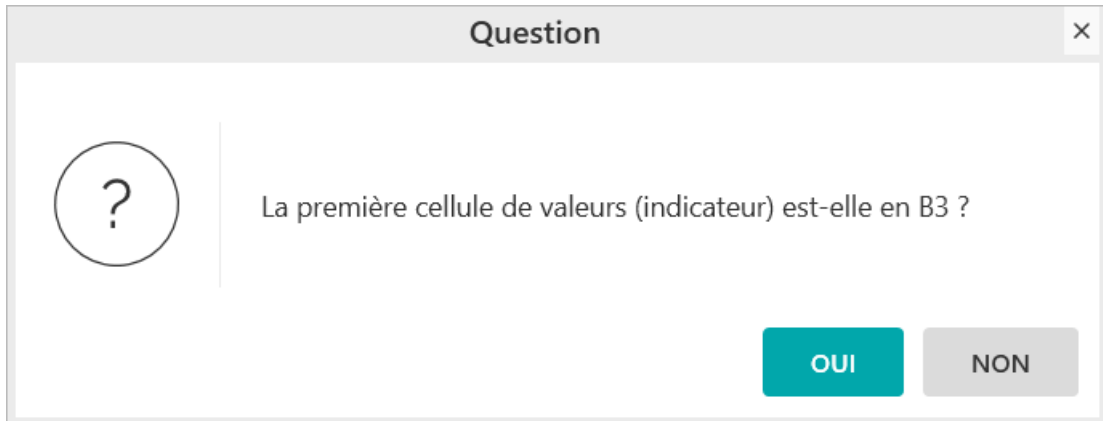 Question
×
?
La première cellule de valeurs (indicateur) est-elle en B3 ?
OUI
NON